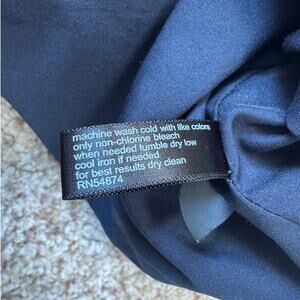 machine wash cold with like colors
only non-chlorine bleach
when needed tumble dry low
cool iron if needed
for best results dry clean
RN54874